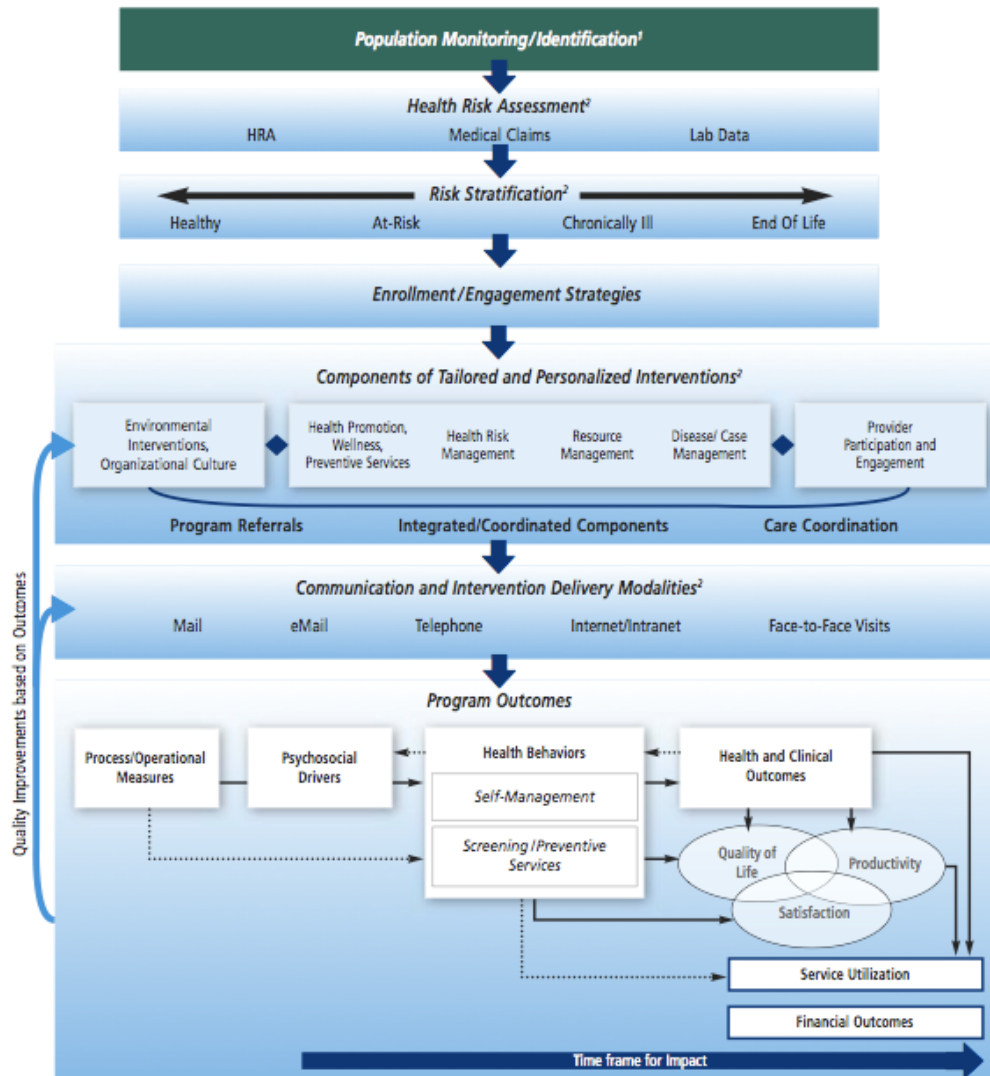 Population Monitoring/Identification¹
Health Risk Assessment²
HRA Medical Claims Lab Data
Risk Stratification²
Healthy At-Risk Chronically Ill End Of Life
Enrollment/Engagement Strategies
Components of Tailored and Personalized Interventions²
Environmental
Interventions,
Organizational Culture
Health Promotion,
Wellness,
Preventive Services
Health Risk
Management
Resource
Management
Disease/ Case
Management
Provider
Participation and
Engagement
Program Referrals Integrated/Coordinated Components Care Coordination
Communication and Intervention Delivery Modalities²
Mail eMail Telephone Internet/Intranet Face-to-Face Visits
Quality Improvements based on Outcomes
Program Outcomes
Process/Operational
Measures
Psychosocial
Drivers
Health Behaviors
Self-Management
Screening/Preventive
Services
Health and Clinical
Outcomes
Quality of
Life
Productivity
Satisfaction
Service Utilization
Financial Outcomes
Time frame for Impact